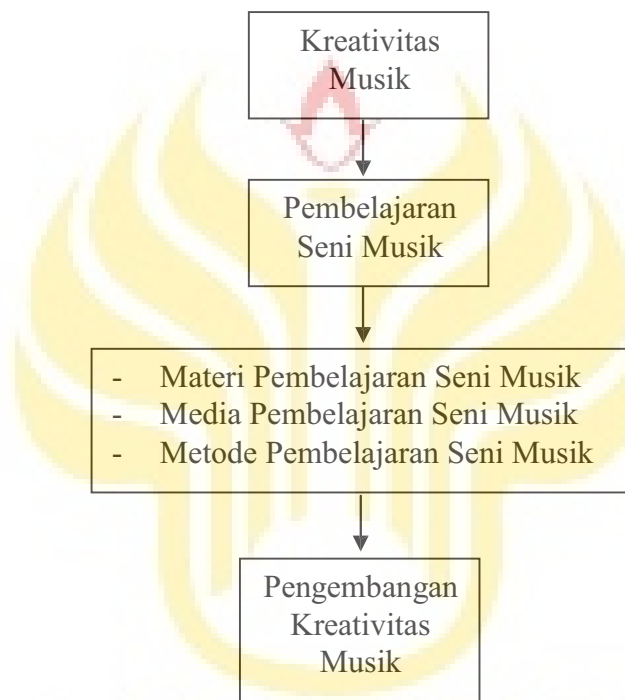 Kreativitas
Musik
Pembelajaran
Seni Musik
- Materi Pembelajaran Seni Musik
- Media Pembelajaran Seni Musik
- Metode Pembelajaran Seni Musik
Pengembangan
Kreativitas
Musik